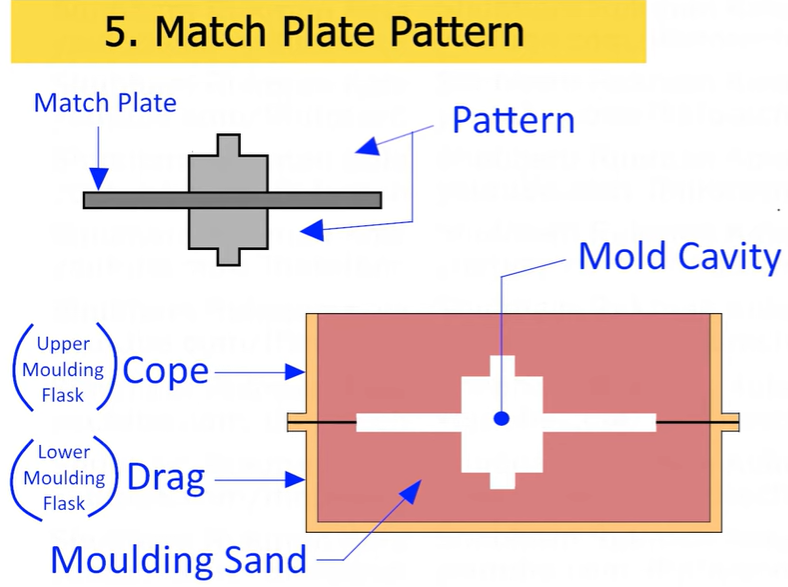 5. Match Plate Pattern
Match Plate
Pattern
Mold Cavity
Upper
Moulding
Flask
Cope
Lower
Moulding
Flask
Drag
Moulding Sand